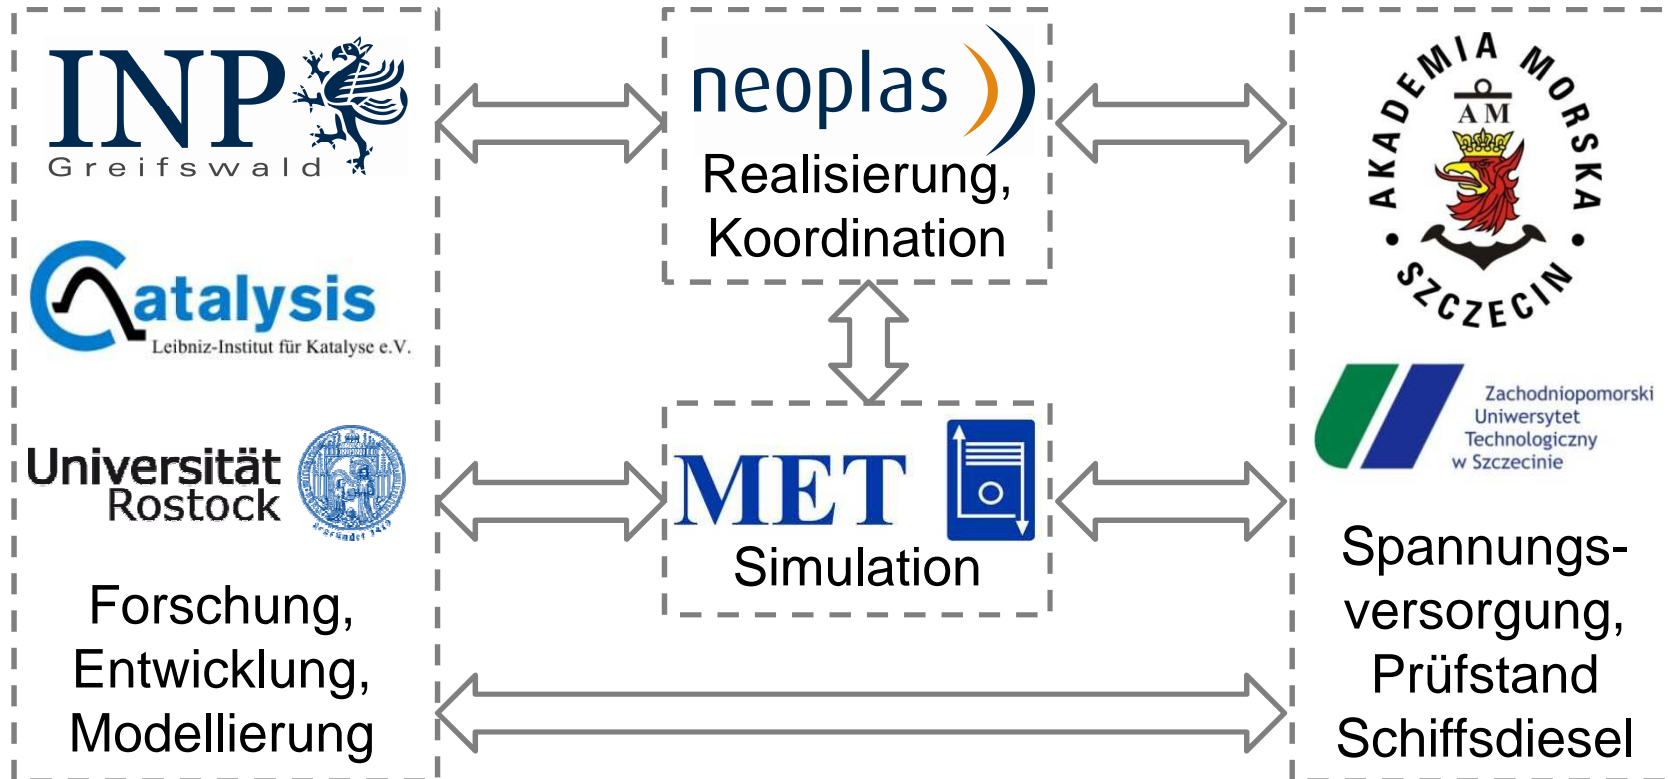 INP
Greifswald
Catalysis
Leibniz-Institut für Katalyse e.V.
Universität
Rostock
Forschung,
Entwicklung,
Modellierung
neoplas
Realisierung,
Koordination
MET
Simulation
AKADEMIA MORSKA
AM
• SZCZECIN •
Zachodniopomorski
Uniwersytet
Technologiczny
w Szczecinie
Spannungs-
versorgung,
Prüfstand
Schiffsdiesel